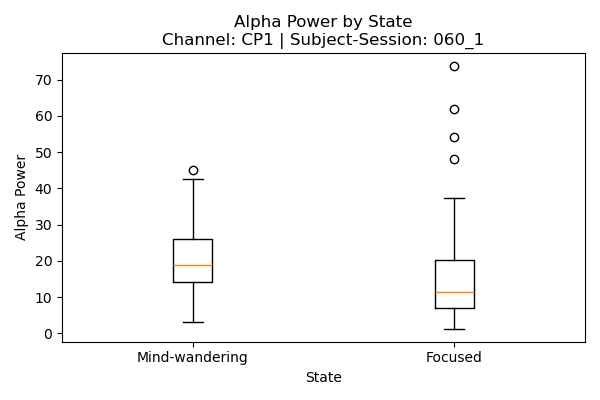 Alpha Power by State
Channel: CP1 | Subject-Session: 060_1
Alpha Power
70
60
50
40
30
20
10
0
Mind-wandering
Focused
State